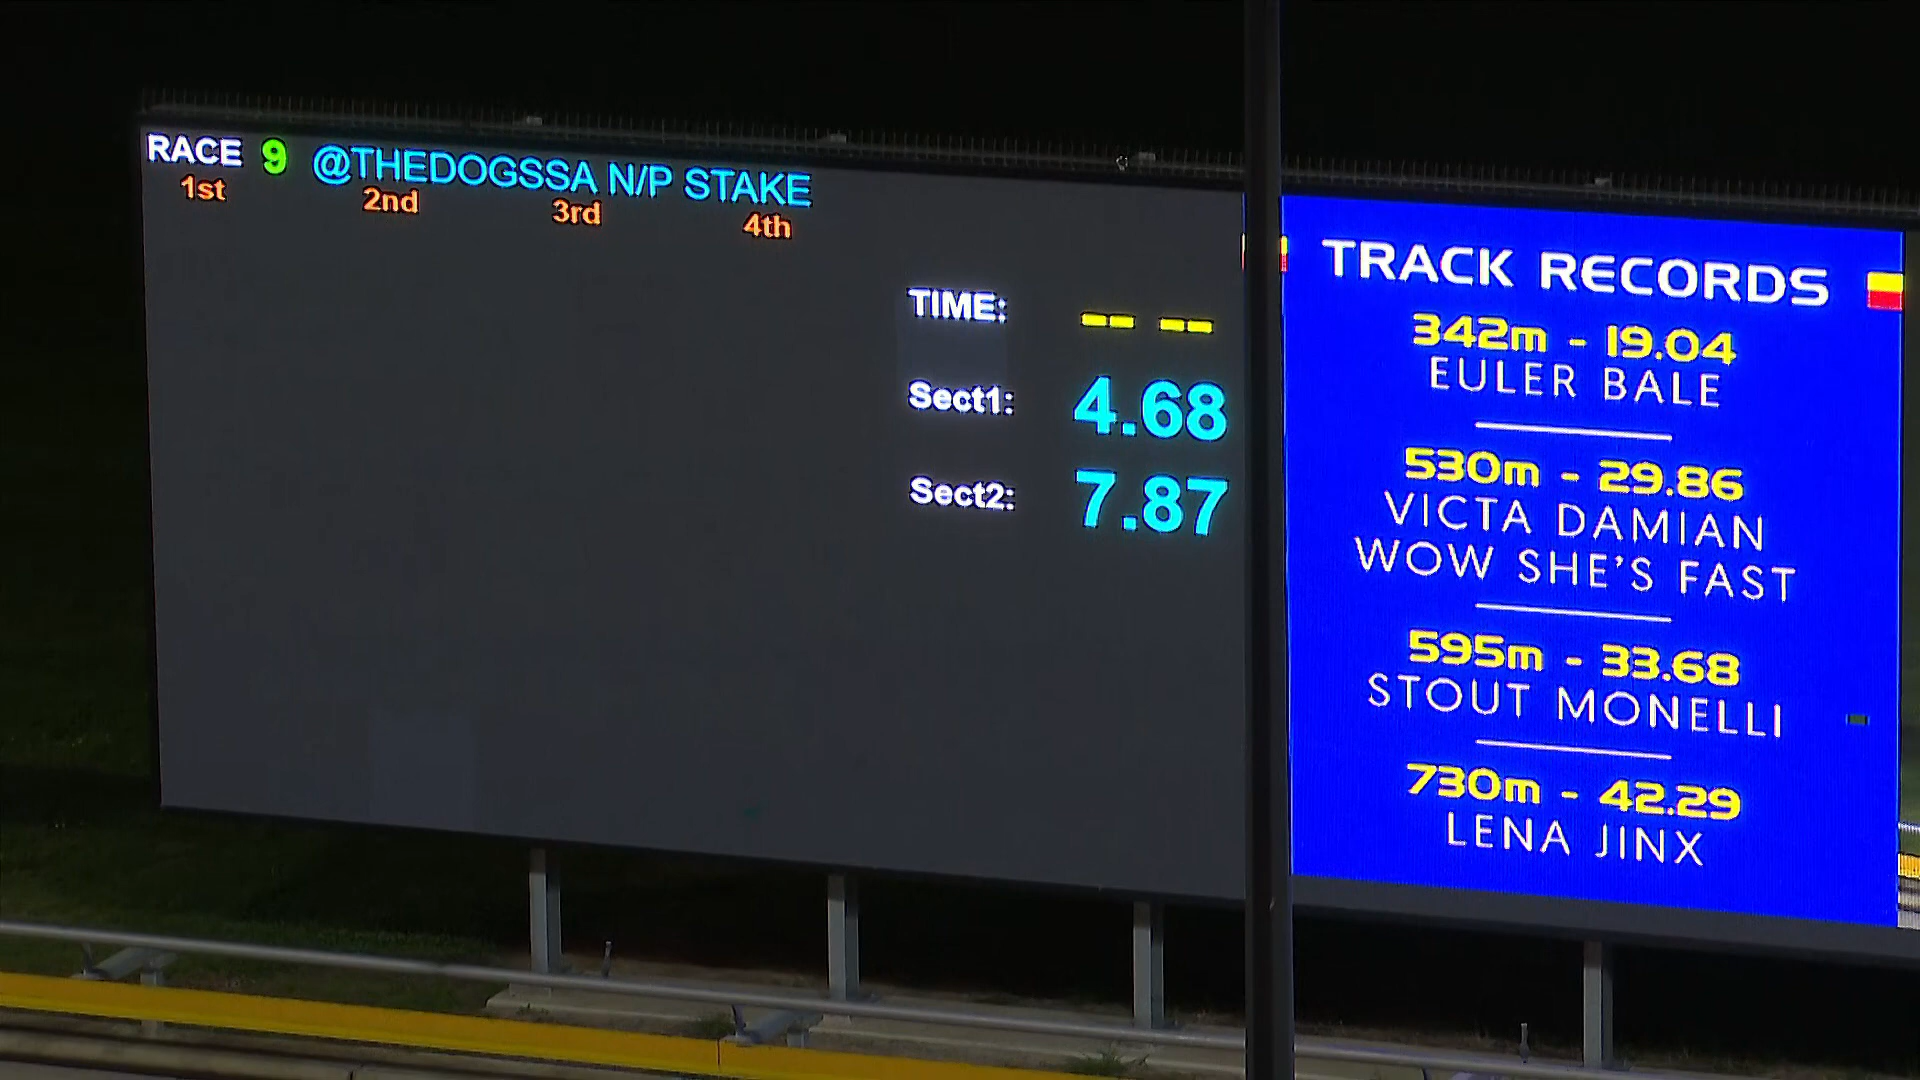 RACE 9 @THEDOGSSA N/P STAKE
1st 2nd 3rd 4th
TIME: -- --
Sect1: 4.68
Sect2: 7.87
TRACK RECORDS
342m - 19.04
EULER BALE
530m - 29.86
VICTA DAMIAN
WOW SHE'S FAST
595m - 33.68
STOUT MONELLI
730m - 42.29
LENA JINX